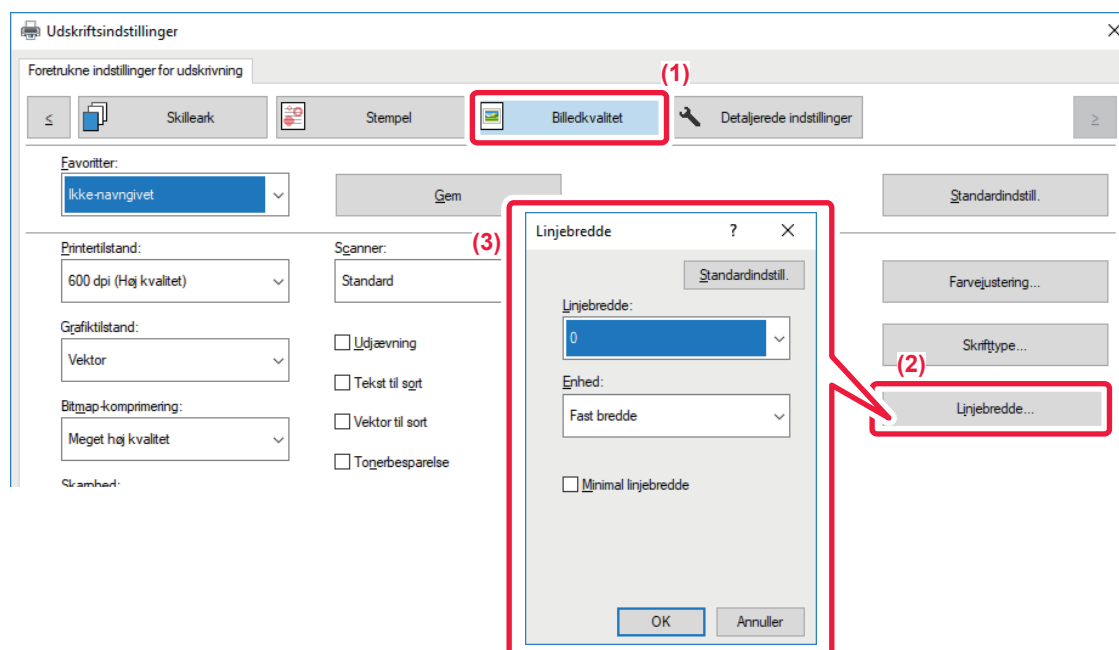 Udskriftsindstillinger
Foretrukne indstillinger for udskrivning
(1)
< Skilleark Stempel Billedkvalitet Detaljerede indstillinger >
Favoritter:
Ikke-navngivet Gem Standardindstill.
(3)
Linjebredde ? ×
Printertilstand: Scanner:
600 dpi (Høj kvalitet) Standard Standardindstill. Farvejustering...
Linjebredde:
Grafiktilstand:
Vektor Udjævning 0 Skrifttype...
(2)
Tekst til sort Enhed:
Bitmap-komprimering: Fast bredde Linjebredde...
Meget høj kvalitet Vektor til sort
Tonerbesparelse
Minimal linjebredde
Skarphed:
OK Annuller